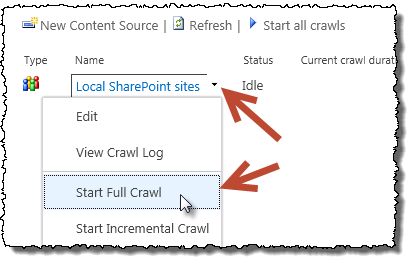 New Content Source | Refresh | Start all crawls
Type Name Status Current crawl durat
Local SharePoint sites Idle
Edit
View Crawl Log
Start Full Crawl
Start Incremental Crawl